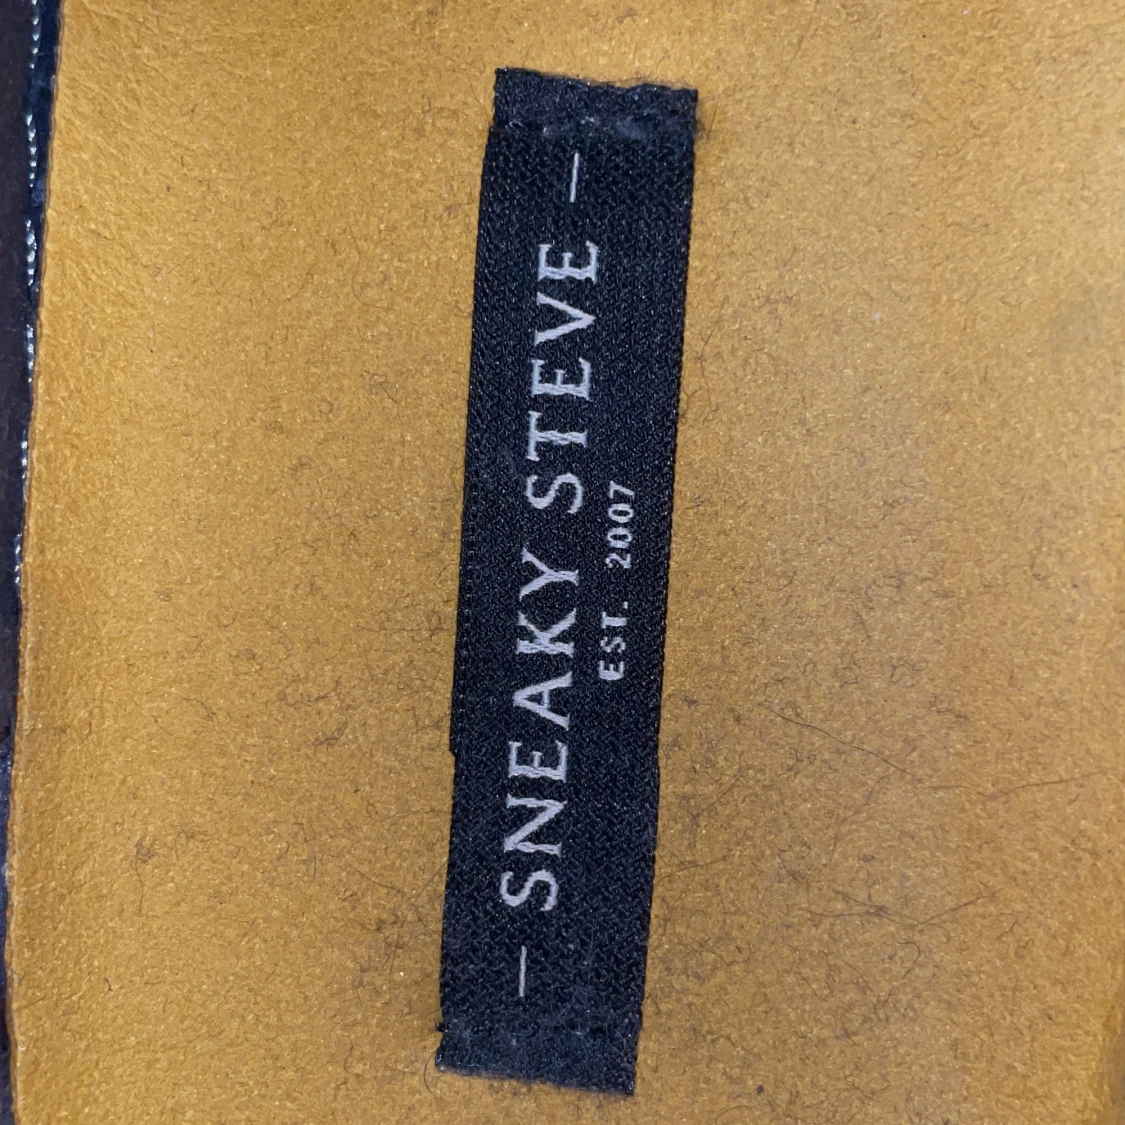 — SNEAKY STEVE —
EST. 2007